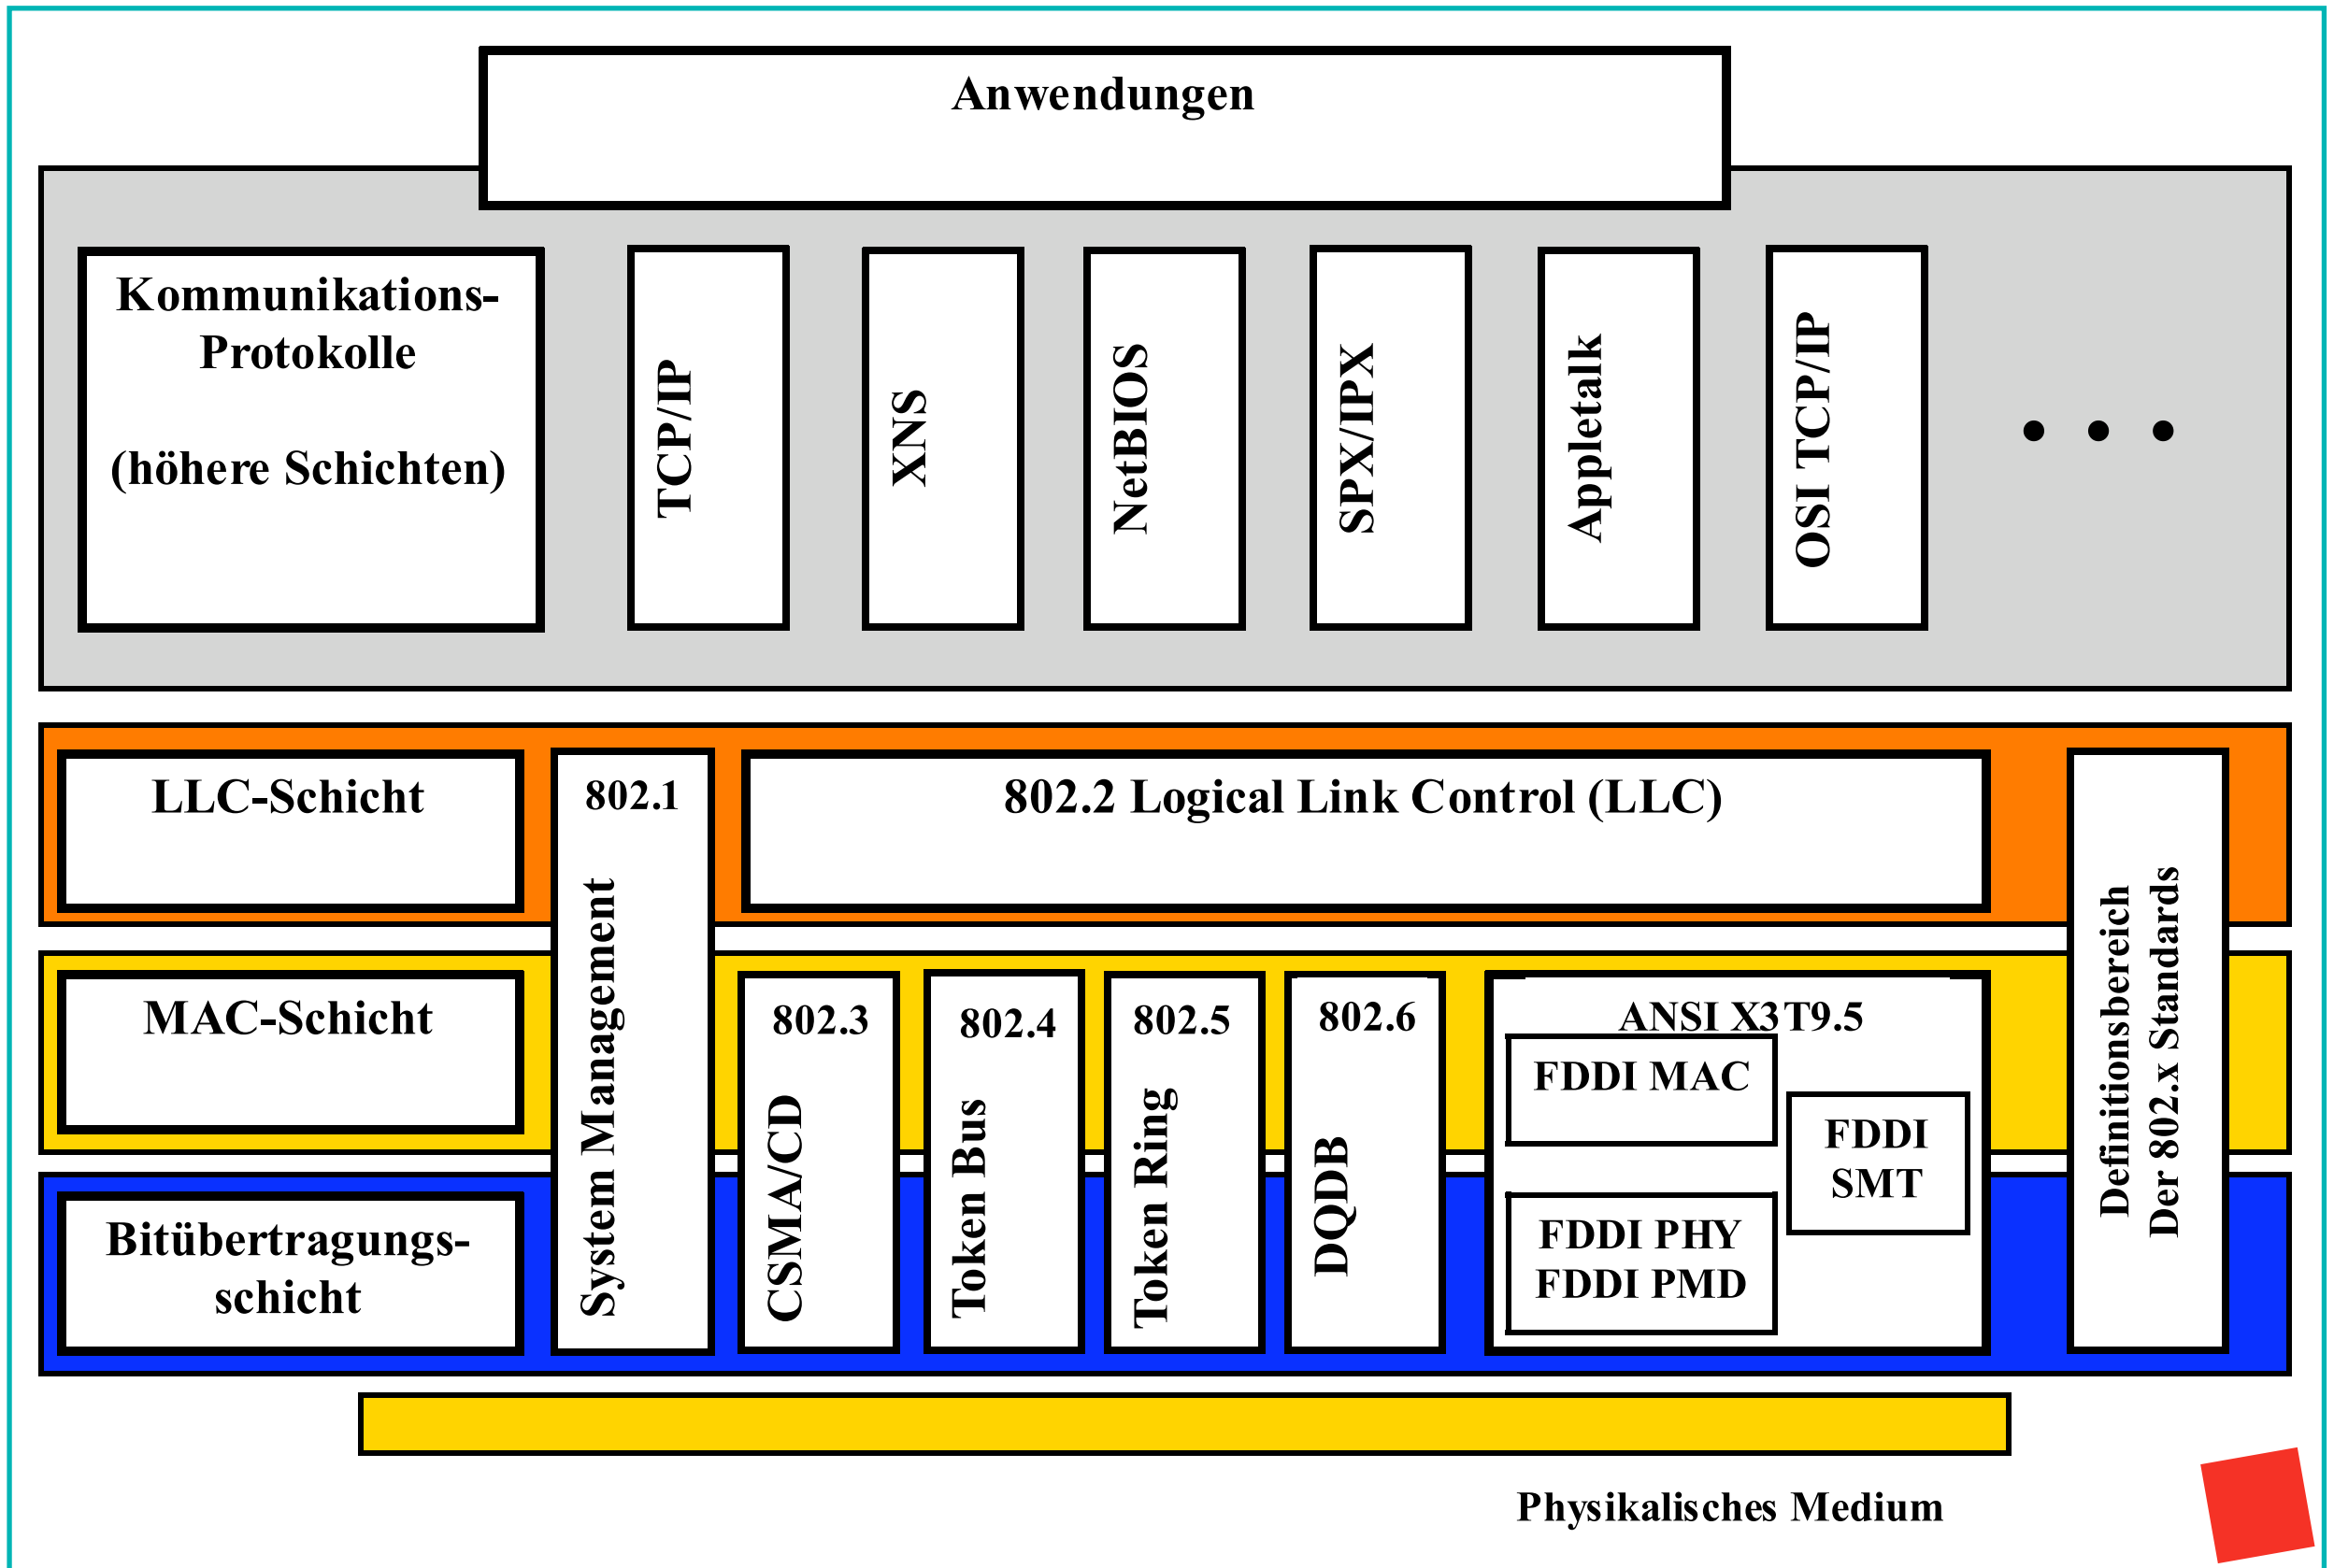 Anwendungen
Kommunikations-
Protokolle
(höhere Schichten)
TCP/IP
XNS
NetBIOS
SPX/IPX
Appletalk
OSI TCP/IP
• • •
LLC-Schicht
802.1
System Management
802.2 Logical Link Control (LLC)
Definitionsbereich
Der 802.x Standards
MAC-Schicht
802.3
CSMA/CD
802.4
Token Bus
802.5
Token Ring
802.6
DQDB
ANSI X3T9.5
FDDI MAC
FDDI
SMT
FDDI PHY
FDDI PMD
Bitübertragungs-
schicht
Physikalisches Medium